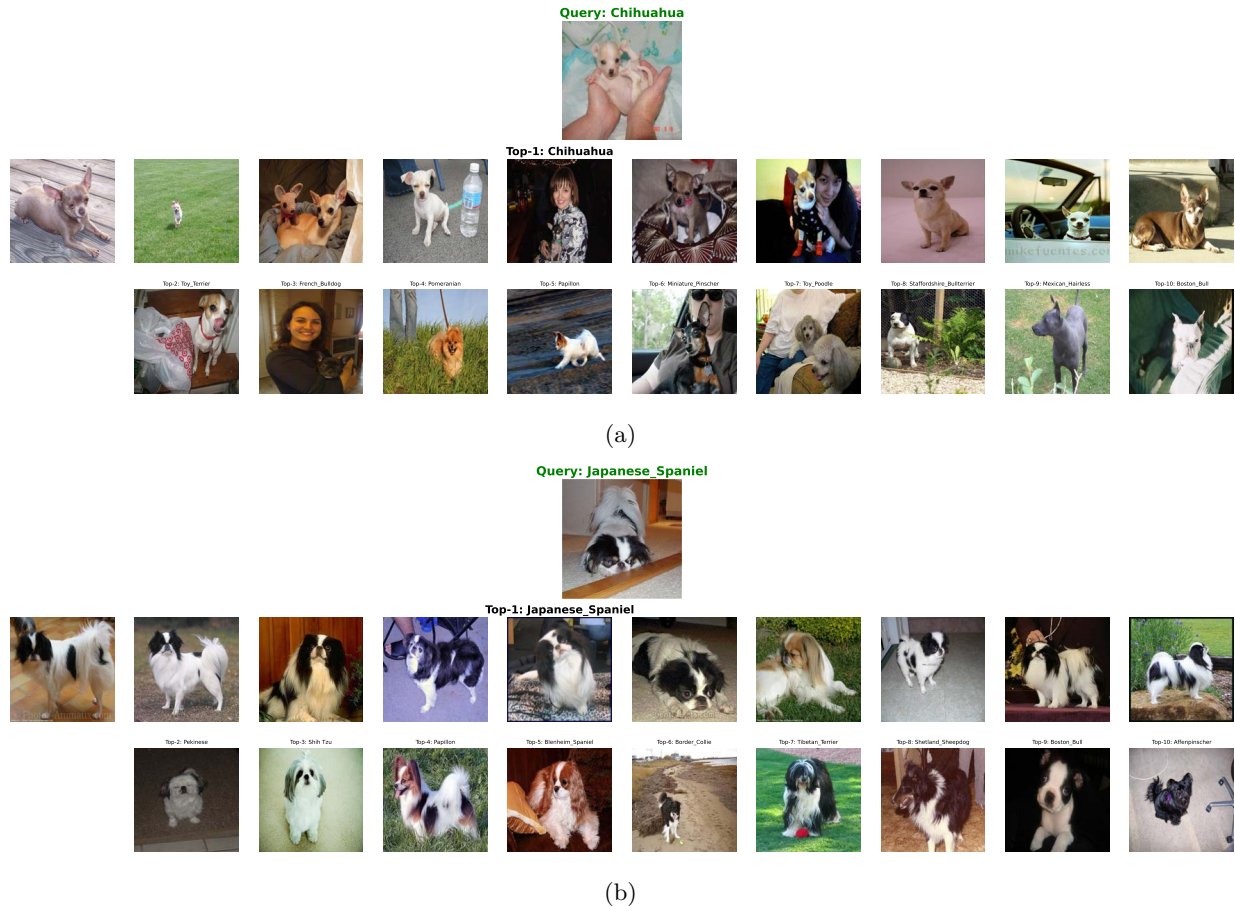 Query: Chihuahua
Top-1: Chihuahua
Top-2: Toy_Terrier
Top-3: French_Bulldog
Top-4: Pomeranian
Top-5: Papillon
Top-6: Miniature_Pinscher
Top-7: Toy_Poodle
Top-8: Staffordshire_Bullterrier
Top-9: Mexican_Hairless
Top-10: Boston_Bull
(a)
Query: Japanese_Spaniel
Top-1: Japanese_Spaniel
Top-2: Pekinese
Top-3: Shih Tzu
Top-4: Papillon
Top-5: Blenheim_Spaniel
Top-6: Border_Collie
Top-7: Tibetan_Terrier
Top-8: Shetland_Sheepdog
Top-9: Boston_Bull
Top-10: Affenpinscher
(b)